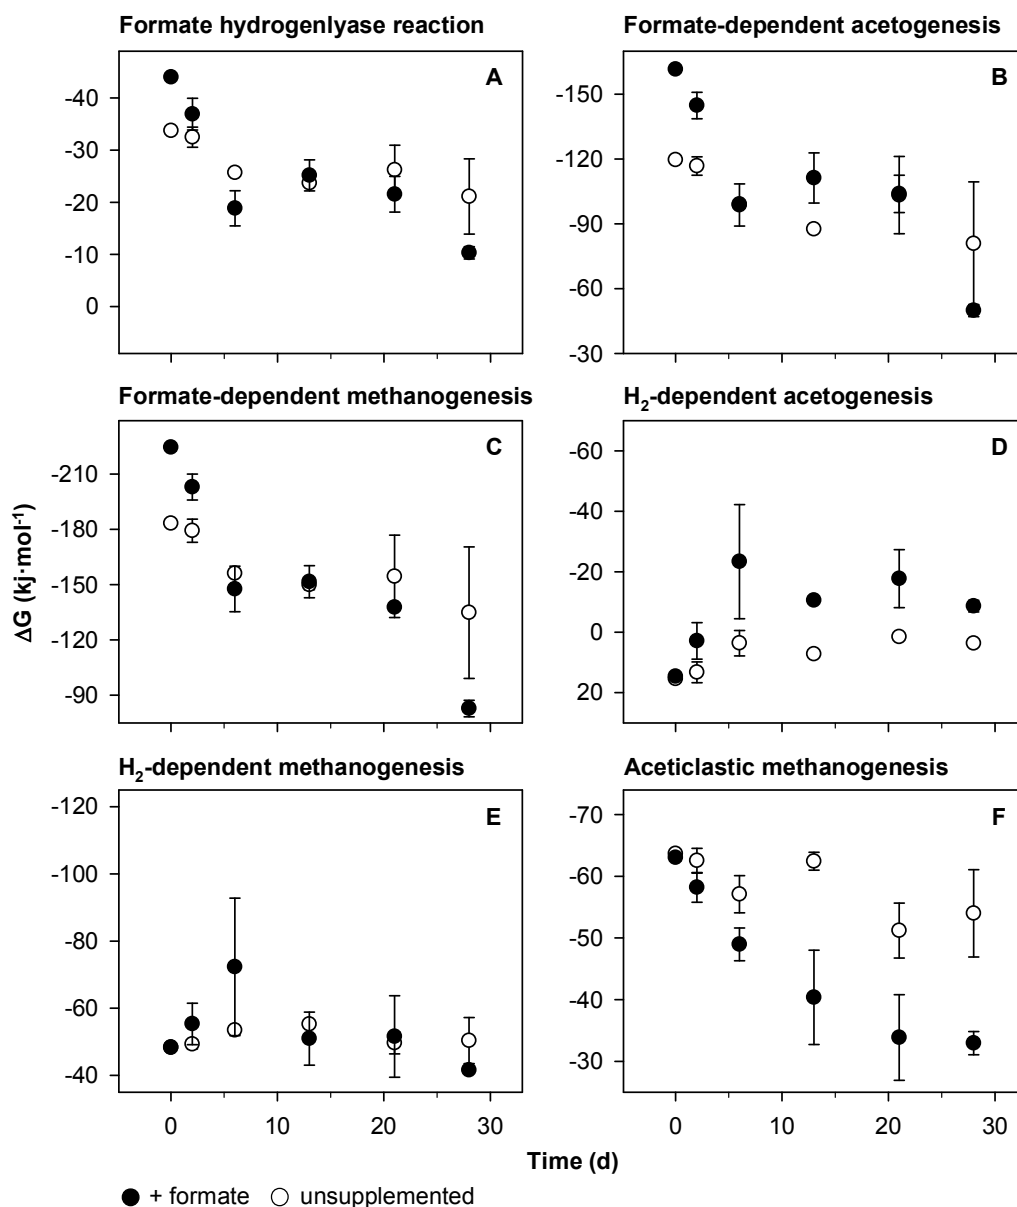 Formate hydrogenlyase reaction
A
-40
-30
-20
-10
0
Formate-dependent acetogenesis
B
-150
-120
-90
-60
-30
Formate-dependent methanogenesis
C
-210
-180
-150
-120
-90
H₂-dependent acetogenesis
D
-60
-40
-20
0
20
ΔG (kj·mol⁻¹)
H₂-dependent methanogenesis
E
-120
-100
-80
-60
-40
0 10 20 30
Aceticlastic methanogenesis
F
-70
-60
-50
-40
-30
0 10 20 30
Time (d)
+ formate unsupplemented